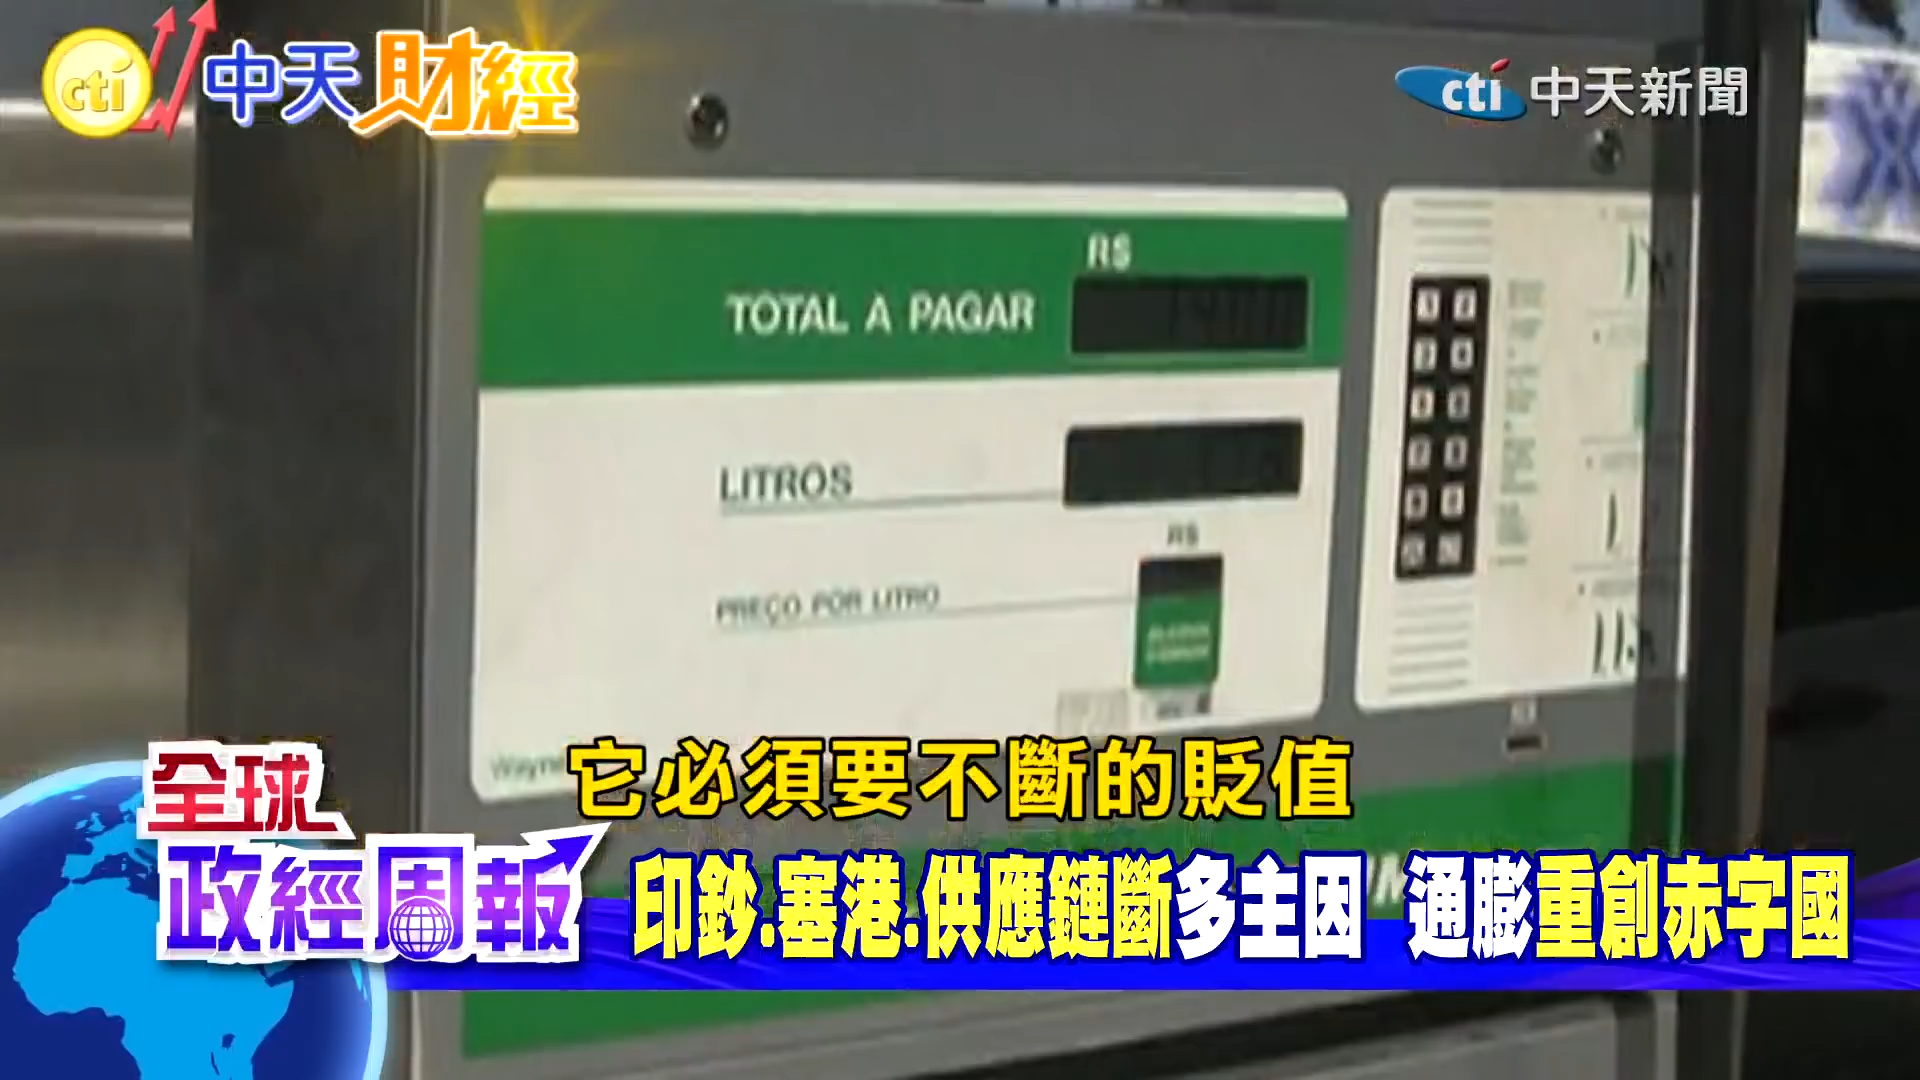 cti 中天財經
cti 中天新聞
R$
TOTAL A PAGAR
LITROS
R$
PREÇO POR LITRO
Wayne
它必須要不斷的貶值
全球
政經周報
印鈔.塞港.供應鏈斷多主因 通膨重創赤字國